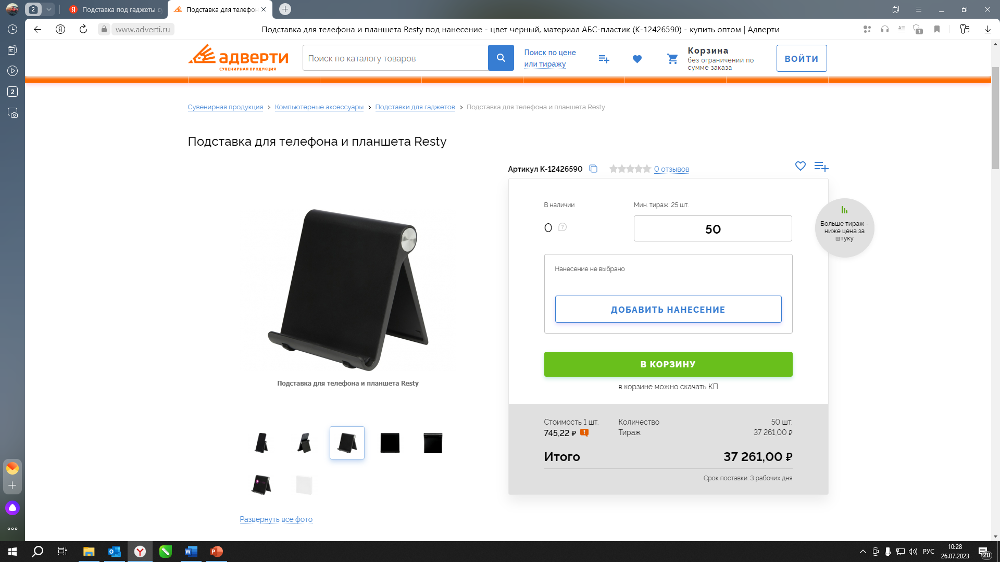 2
Подставка под гаджеты с
Подставка для телефон
www.adverti.ru
Подставка для телефона и планшета Resty под нанесение - цвет черный, материал АБС-пластик (K-12426590) - купить оптом | Адверти
1
2
адверти
СУВЕНИРНАЯ ПРОДУКЦИЯ
Поиск по каталогу товаров
Поиск по цене
или тиражу
Корзина
без ограничений по
сумме заказа
ВОЙТИ
Сувенирная продукция > Компьютерные аксессуары > Подставки для гаджетов > Подставка для телефона и планшета Resty
Подставка для телефона и планшета Resty
Артикул K-12426590
0 отзывов
В наличии
Мин. тираж: 25 шт.
0
?
50
Больше тираж -
ниже цена за
штуку
Нанесение не выбрано
ДОБАВИТЬ НАНЕСЕНИЕ
В КОРЗИНУ
в корзине можно скачать КП
Подставка для телефона и планшета Resty
Стоимость 1 шт.
Количество
50 шт.
745,22 ₽
Тираж
37 261,00 ₽
Итого
37 261,00 ₽
Срок поставки: 3 рабочих дня
Развернуть все фото
РУС
10:28
26.07.2023
20